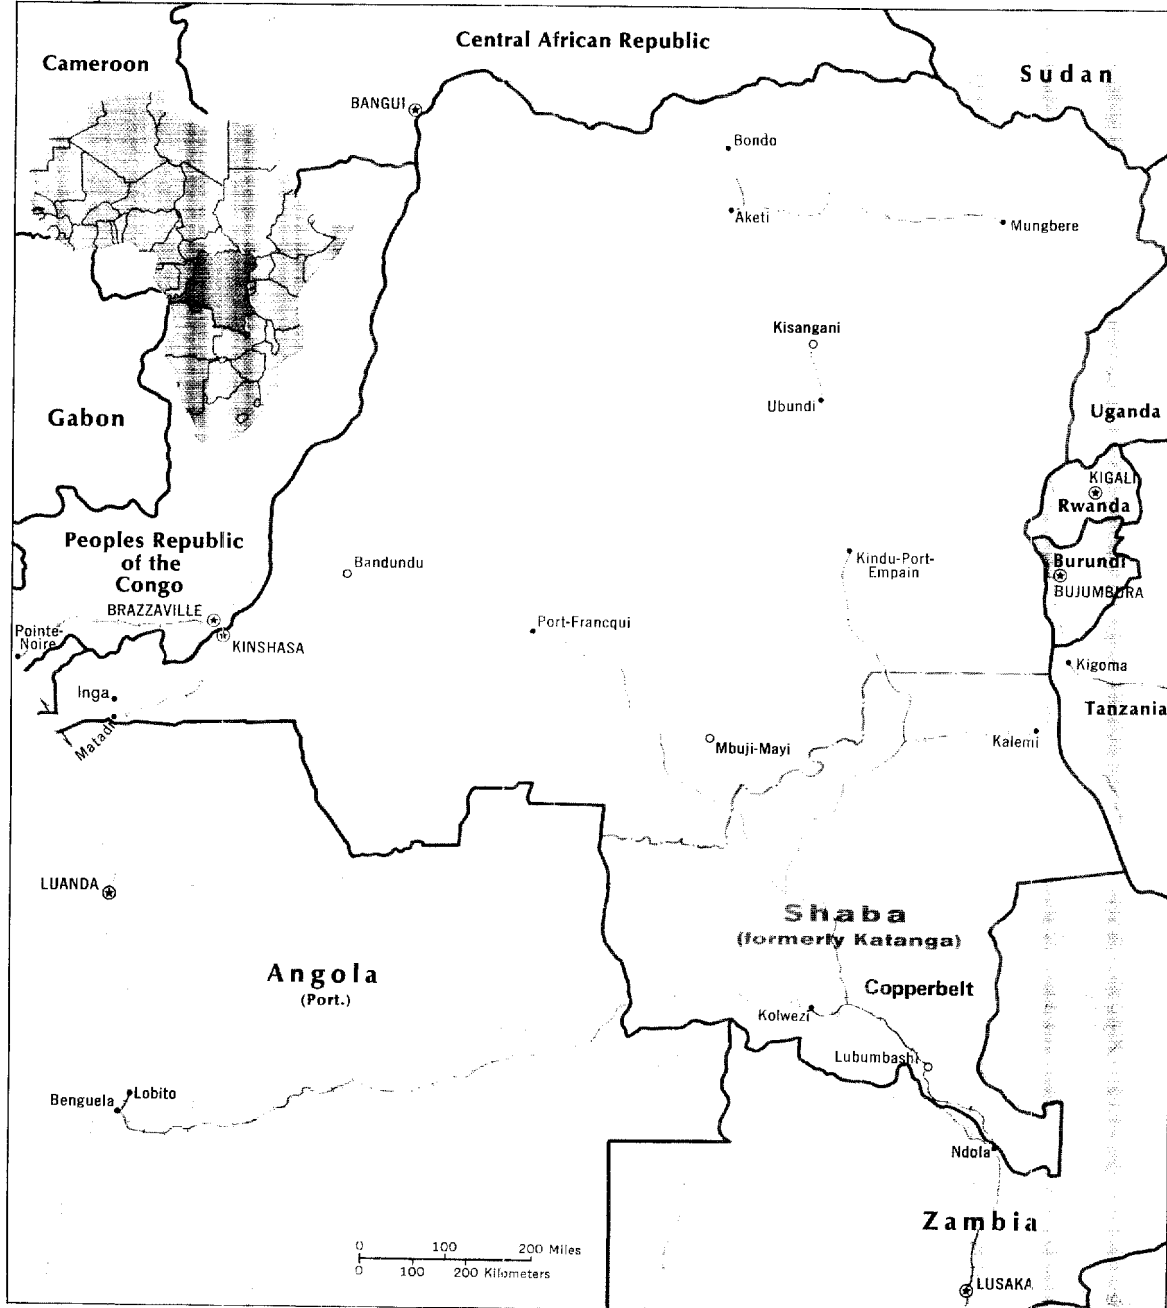 Central African Republic
Cameroon
Sudan
BANGUI
Bondo
Aketi
Mungbere
Kisangani
Ubundi
Gabon
Uganda
KIGALI
Rwanda
Peoples Republic
of the
Congo
Bandundu
Kindu-Port-
Empain
Burundi
BUJUMBURA
BRAZZAVILLE
Pointe-
Noire
KINSHASA
Port-Francqui
Kigoma
Inga
Matadi
Tanzania
Mbuji-Mayi
Kalemi
LUANDA
Shaba
(formerly Katanga)
Angola
(Port.)
Copperbelt
Kolwezi
Lubumbashi
Benguela
Lobito
Ndola
Zambia
0 100 200 Miles
0 100 200 Kilometers
LUSAKA